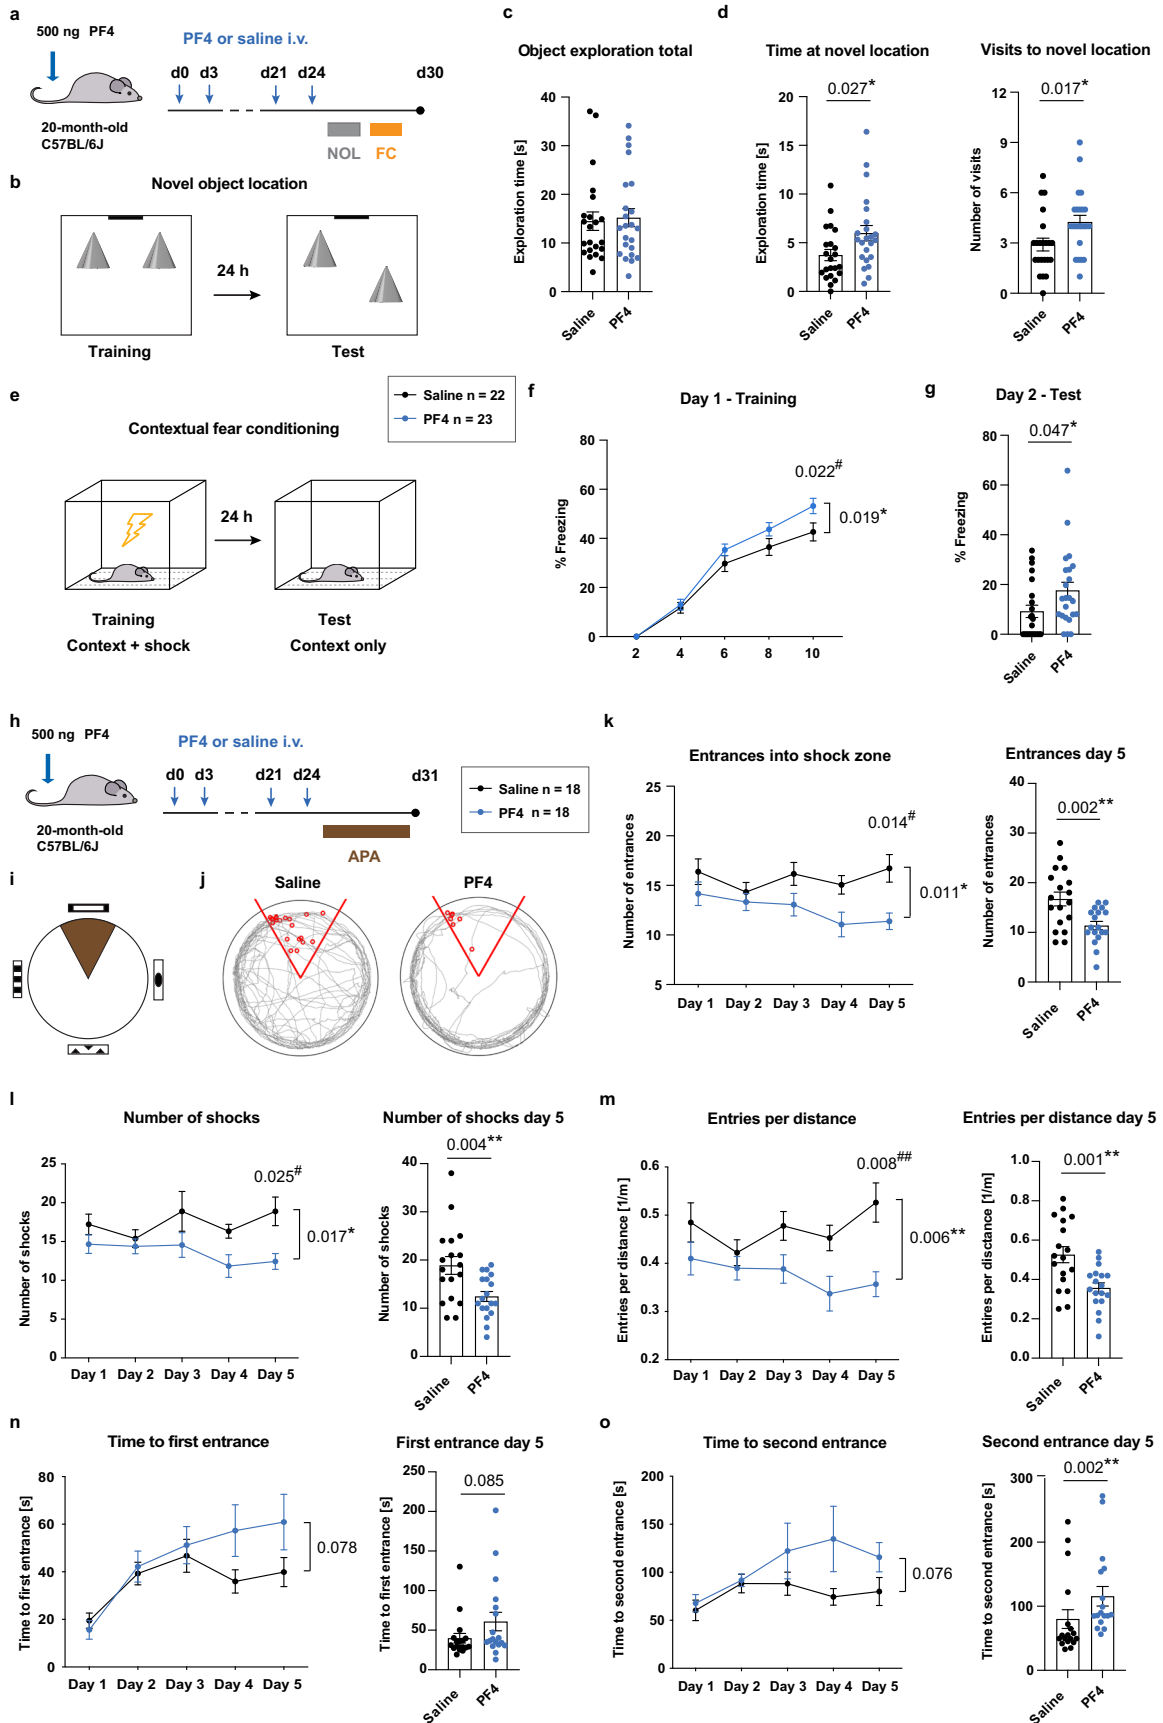 a
500 ng PF4
PF4 or saline i.v.
d0 d3 d21 d24 d30
20-month-old
C57BL/6J
NOL FC
b
Novel object location
24 h
Training Test
c
Object exploration total
Exploration time [s]
40
30
20
10
0
Saline PF4
d
Time at novel location
0.027*
Exploration time [s]
20
15
10
5
0
Saline PF4
Visits to novel location
0.017*
Number of visits
12
9
6
3
0
Saline PF4
e
Saline n = 22
PF4 n = 23
Contextual fear conditioning
24 h
Training Test
Context + shock Context only
f
Day 1 - Training
% Freezing
80
60
40
20
0
2 4 6 8 10
0.022#
0.019*
g
Day 2 - Test
0.047*
% Freezing
80
60
40
20
0
Saline PF4
h
500 ng PF4
PF4 or saline i.v.
d0 d3 d21 d24 d31
20-month-old
C57BL/6J
APA
Saline n = 18
PF4 n = 18
i
j
Saline PF4
k
Entrances into shock zone
Number of entrances
25
20
15
10
5
Day 1 Day 2 Day 3 Day 4 Day 5
0.014#
0.011*
Entrances day 5
0.002**
Number of entrances
40
30
20
10
0
Saline PF4
l
Number of shocks
Number of shocks
25
20
15
10
5
0
Day 1 Day 2 Day 3 Day 4 Day 5
0.025#
0.017*
Number of shocks day 5
0.004**
Number of shocks
40
30
20
10
0
Saline PF4
m
Entries per distance
Entries per distance [1/m]
0.6
0.5
0.4
0.3
0.2
Day 1 Day 2 Day 3 Day 4 Day 5
0.008##
0.006**
Entries per distance day 5
0.001**
Entires per disctance [1/m]
1.0
0.8
0.6
0.4
0.2
0.0
Saline PF4
n
Time to first entrance
Time to first entrance [s]
80
60
40
20
0
Day 1 Day 2 Day 3 Day 4 Day 5
0.078
First entrance day 5
0.085
Time to first entrance [s]
250
200
150
100
50
0
Saline PF4
o
Time to second entrance
Time to second entrance [s]
200
150
100
50
0
Day 1 Day 2 Day 3 Day 4 Day 5
0.076
Second entrance day 5
0.002**
Time to second entrance [s]
300
200
100
0
Saline PF4